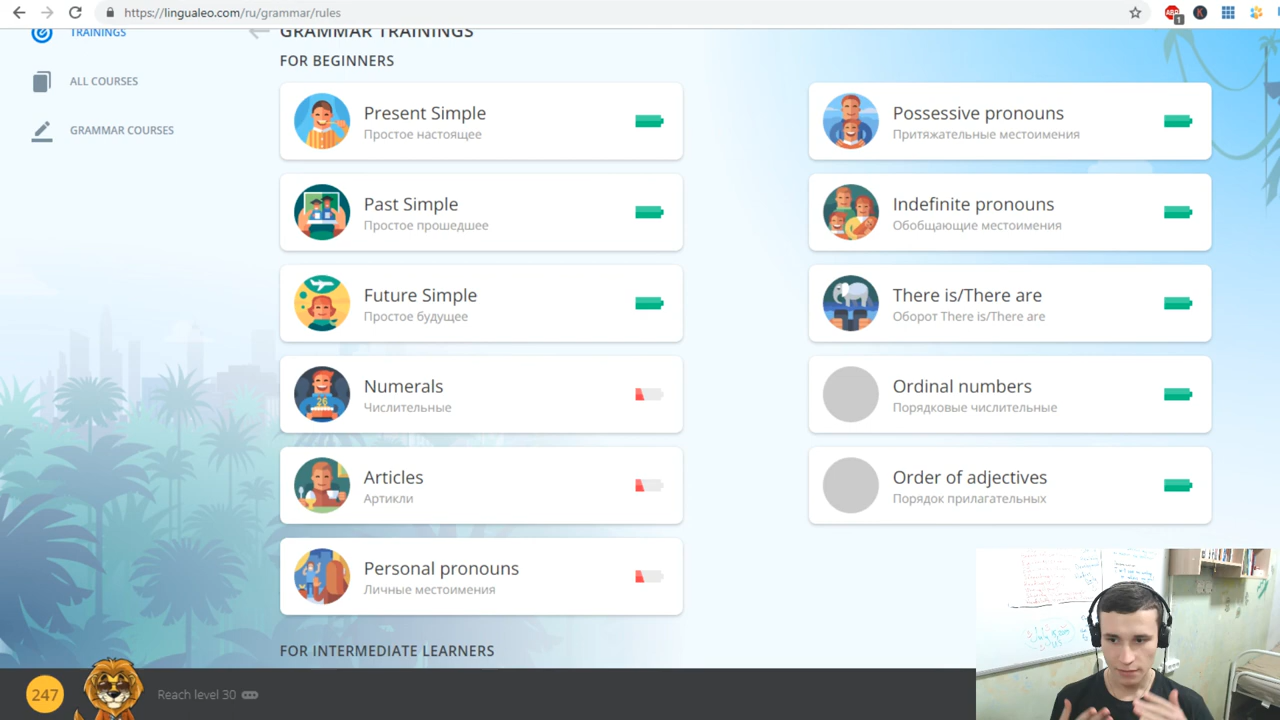 https://lingualeo.com/ru/grammar/rules
ABP
1
K
TRAININGS
ALL COURSES
GRAMMAR COURSES
GRAMMAR TRAININGS
FOR BEGINNERS
Present Simple
Простое настоящее
Past Simple
Простое прошедшее
Future Simple
Простое будущее
Numerals
Числительные
26
Articles
Артикли
Personal pronouns
Личные местоимения
Possessive pronouns
Притяжательные местоимения
Indefinite pronouns
Обобщающие местоимения
There is/There are
Оборот There is/There are
Ordinal numbers
Порядковые числительные
Order of adjectives
Порядок прилагательных
FOR INTERMEDIATE LEARNERS
247
Reach level 30